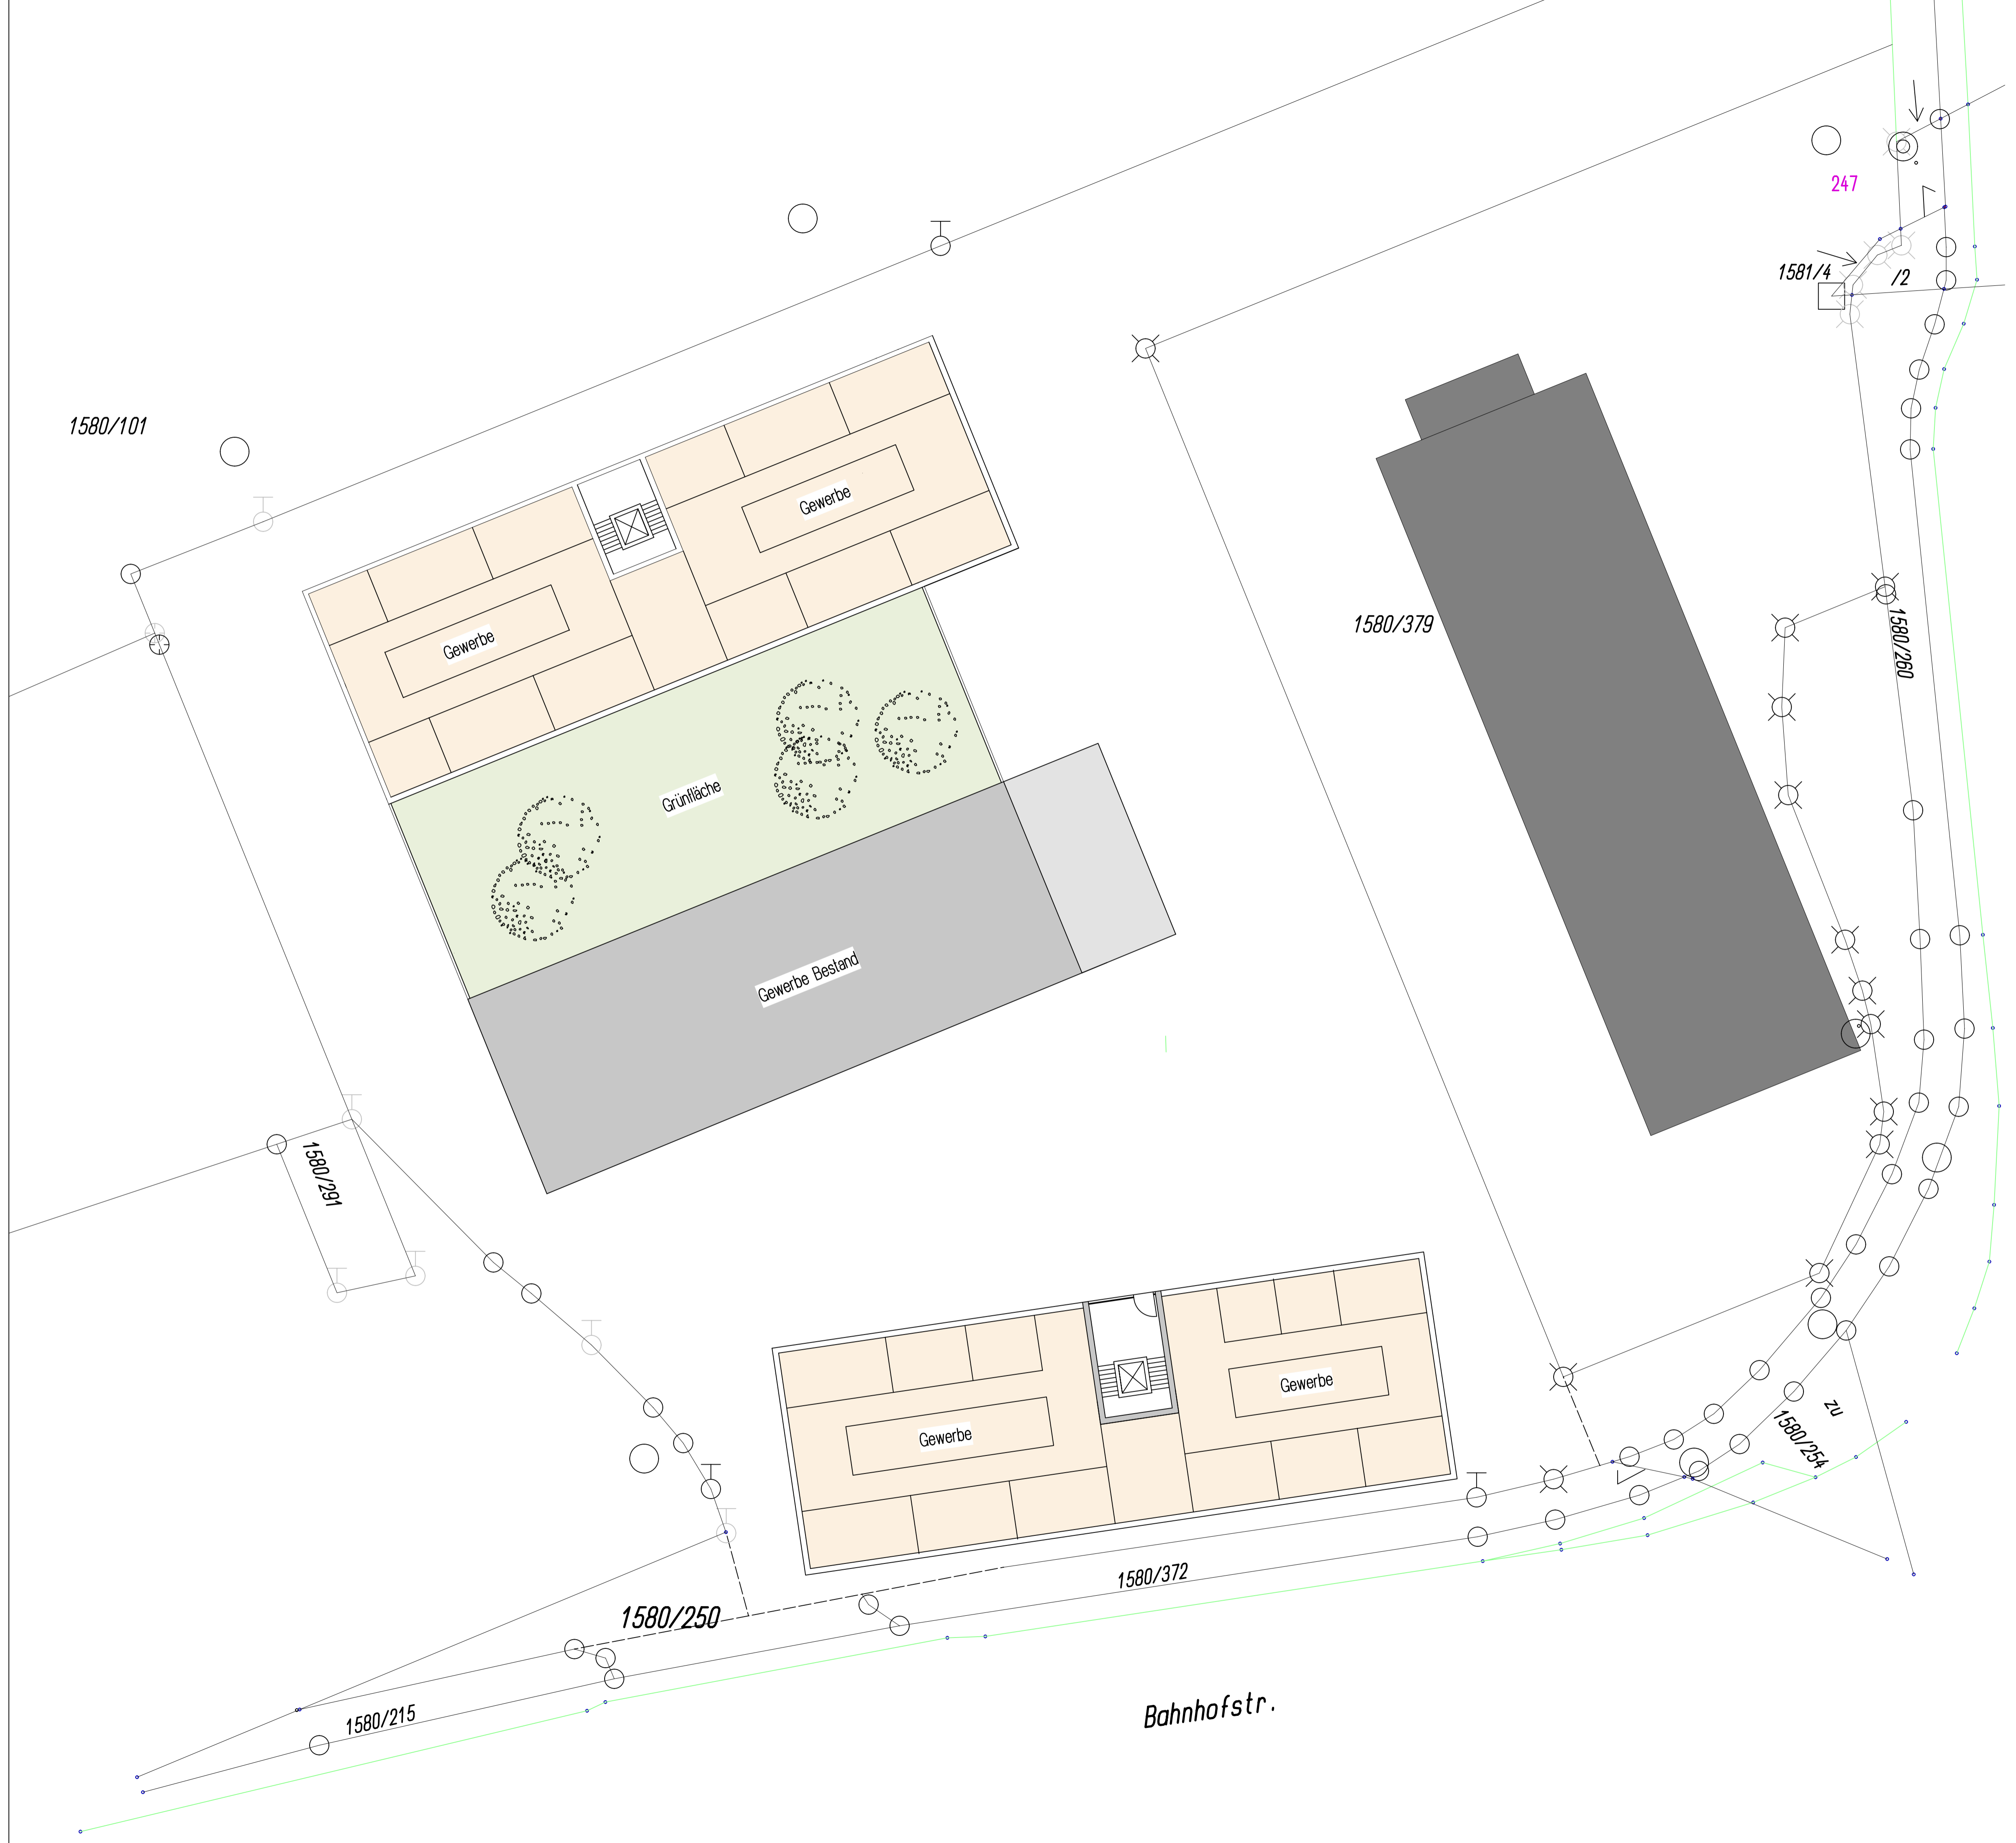 247
1581/4
/2
1580/101
Gewerbe
1580/379
Gewerbe
1580/260
Grünfläche
Gewerbe Bestand
1580/291
Gewerbe
Gewerbe
zu
1580/254
1580/372
1580/250
1580/215
Bahnhofstr.